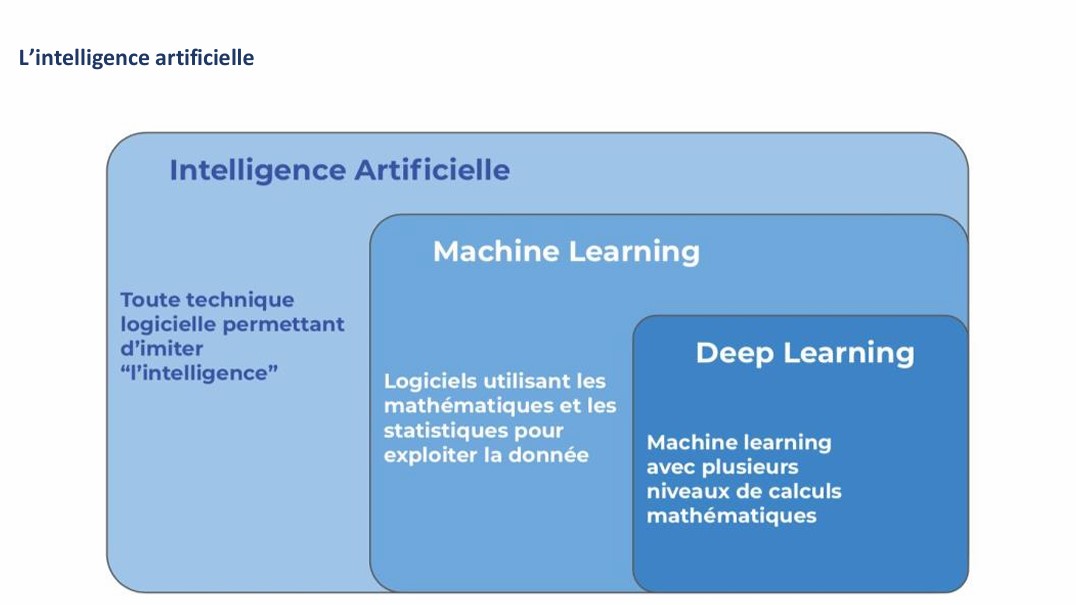 L’intelligence artificielle
Intelligence Artificielle
Toute technique
logicielle permettant
d’imiter
“l’intelligence”
Machine Learning
Logiciels utilisant les
mathématiques et les
statistiques pour
exploiter la donnée
Deep Learning
Machine learning
avec plusieurs
niveaux de calculs
mathématiques